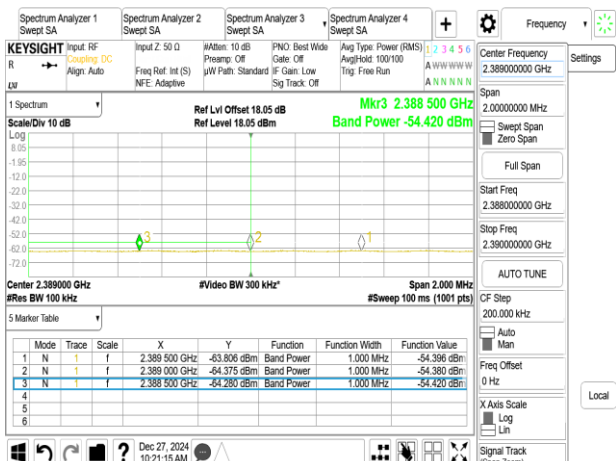 Spectrum Analyzer 1
Swept SA
Spectrum Analyzer 2
Swept SA
Spectrum Analyzer 3
Swept SA
Spectrum Analyzer 4
Swept SA
+
Frequency
KEYSIGHT
R
Input: RF
Coupling: DC
Align: Auto
Input Z: 50 Ω
Freq Ref: Int (S)
NFE: Adaptive
#Atten: 10 dB
Preamp: Off
µW Path: Standard
PNO: Best Wide
Gate: Off
IF Gain: Low
Sig Track: Off
Avg Type: Power (RMS)
Avg|Hold: 100/100
Trig: Free Run
1 2 3 4 5 6
A W W W W W
A N N N N N
1 Spectrum
Scale/Div 10 dB
Ref Lvl Offset 18.05 dB
Ref Level 18.05 dBm
Mkr3 2.388 500 GHz
Band Power -54.420 dBm
Log
8.05
-1.95
-12.0
-22.0
-32.0
-42.0
-52.0
-62.0
-72.0
3
2
1
Center 2.389000 GHz
#Video BW 300 kHz*
Span 2.000 MHz
#Res BW 100 kHz
#Sweep 100 ms (1001 pts)
5 Marker Table
Mode Trace Scale X Y Function Function Width Function Value
1 N 1 f 2.389 500 GHz -63.806 dBm Band Power 1.000 MHz -54.396 dBm
2 N 1 f 2.389 000 GHz -64.375 dBm Band Power 1.000 MHz -54.380 dBm
3 N 1 f 2.388 500 GHz -64.280 dBm Band Power 1.000 MHz -54.420 dBm
4
5
6
?
Dec 27, 2024
10:21:15 AM
Center Frequency
2.389000000 GHz
Settings
Span
2.00000000 MHz
Swept Span
Zero Span
Full Span
Start Freq
2.388000000 GHz
Stop Freq
2.390000000 GHz
AUTO TUNE
CF Step
200.000 kHz
Auto
Man
Freq Offset
0 Hz
X Axis Scale
Log
Lin
Local
Signal Track